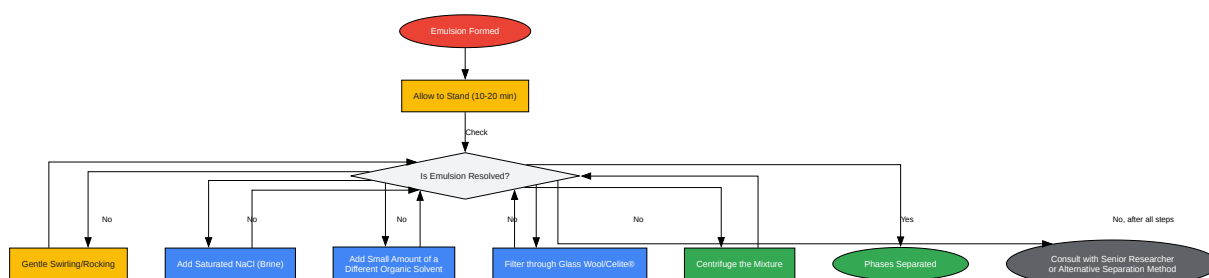 Emulsion Formed
Allow to Stand (10-20 min)
Check
Is Emulsion Resolved?
No
No
No
No
No
Yes
No, after all steps
Gentle Swirling/Rocking
Add Saturated NaCl (Brine)
Add Small Amount of a
Different Organic Solvent
Filter through Glass Wool/Celite®
Centrifuge the Mixture
Phases Separated
Consult with Senior Researcher
or Alternative Separation Method